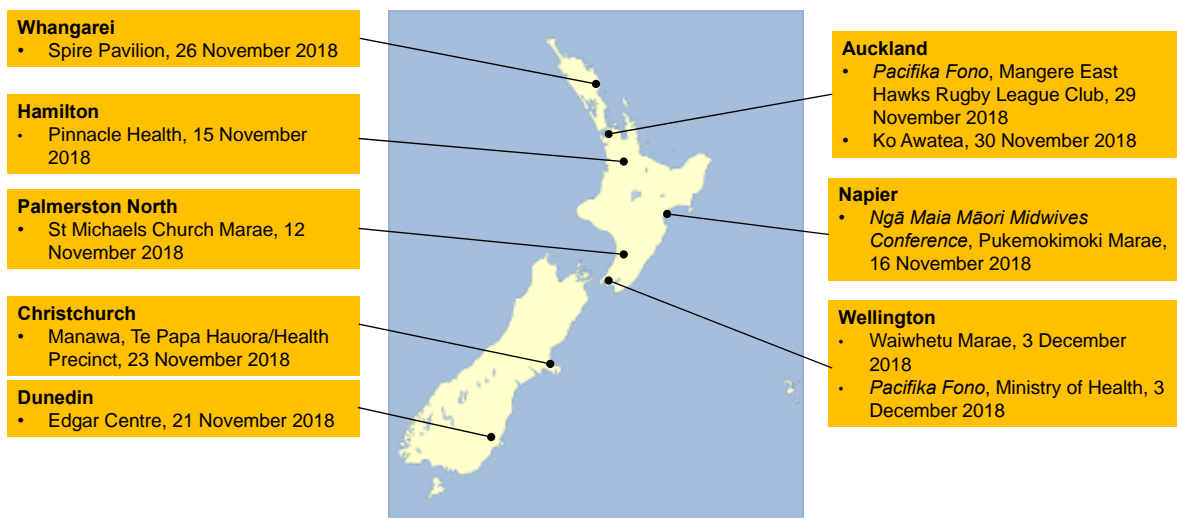 Whangarei
• Spire Pavilion, 26 November 2018
Hamilton
• Pinnacle Health, 15 November
2018
Palmerston North
• St Michaels Church Marae, 12
November 2018
Christchurch
• Manawa, Te Papa Hauora/Health
Precinct, 23 November 2018
Dunedin
• Edgar Centre, 21 November 2018
Auckland
• Pacifika Fono, Mangere East
Hawks Rugby League Club, 29
November 2018
• Ko Awatea, 30 November 2018
Napier
• Ngā Maia Māori Midwives
Conference, Pukemokimoki Marae,
16 November 2018
Wellington
• Waiwhetu Marae, 3 December
2018
• Pacifika Fono, Ministry of Health, 3
December 2018